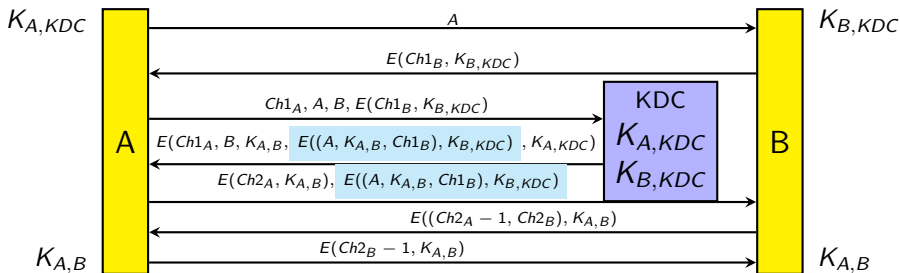 K_{A,KDC}
A
K_{B,KDC}
E(Ch1_B, K_{B,KDC})
Ch1_A, A, B, E(Ch1_B, K_{B,KDC})
KDC
K_{A,KDC}
K_{B,KDC}
A
B
E(Ch1_A, B, K_{A,B}, E((A, K_{A,B}, Ch1_B), K_{B,KDC}) , K_{A,KDC})
E(Ch2_A, K_{A,B}), E((A, K_{A,B}, Ch1_B), K_{B,KDC})
E((Ch2_A − 1, Ch2_B), K_{A,B})
E(Ch2_B − 1, K_{A,B})
K_{A,B}
K_{A,B}